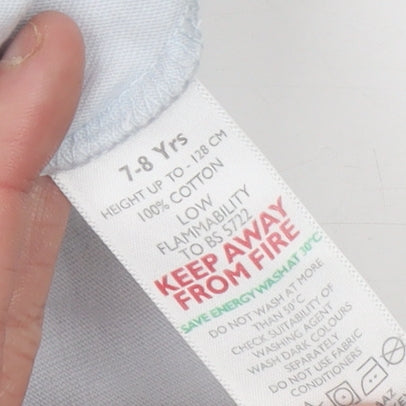 7-8 Yrs
HEIGHT UP TO - 128 CM
100% COTTON
LOW
FLAMMABILITY
TO BS 5722
KEEP AWAY
FROM FIRE
SAVE ENERGY WASH AT 30°C
DO NOT WASH AT MORE
THAN 50°C
CHECK SUITABILITY OF
WASHING AGENT
WASH DARK COLOURS
SEPARATELY
DO NOT USE FABRIC
CONDITIONERS